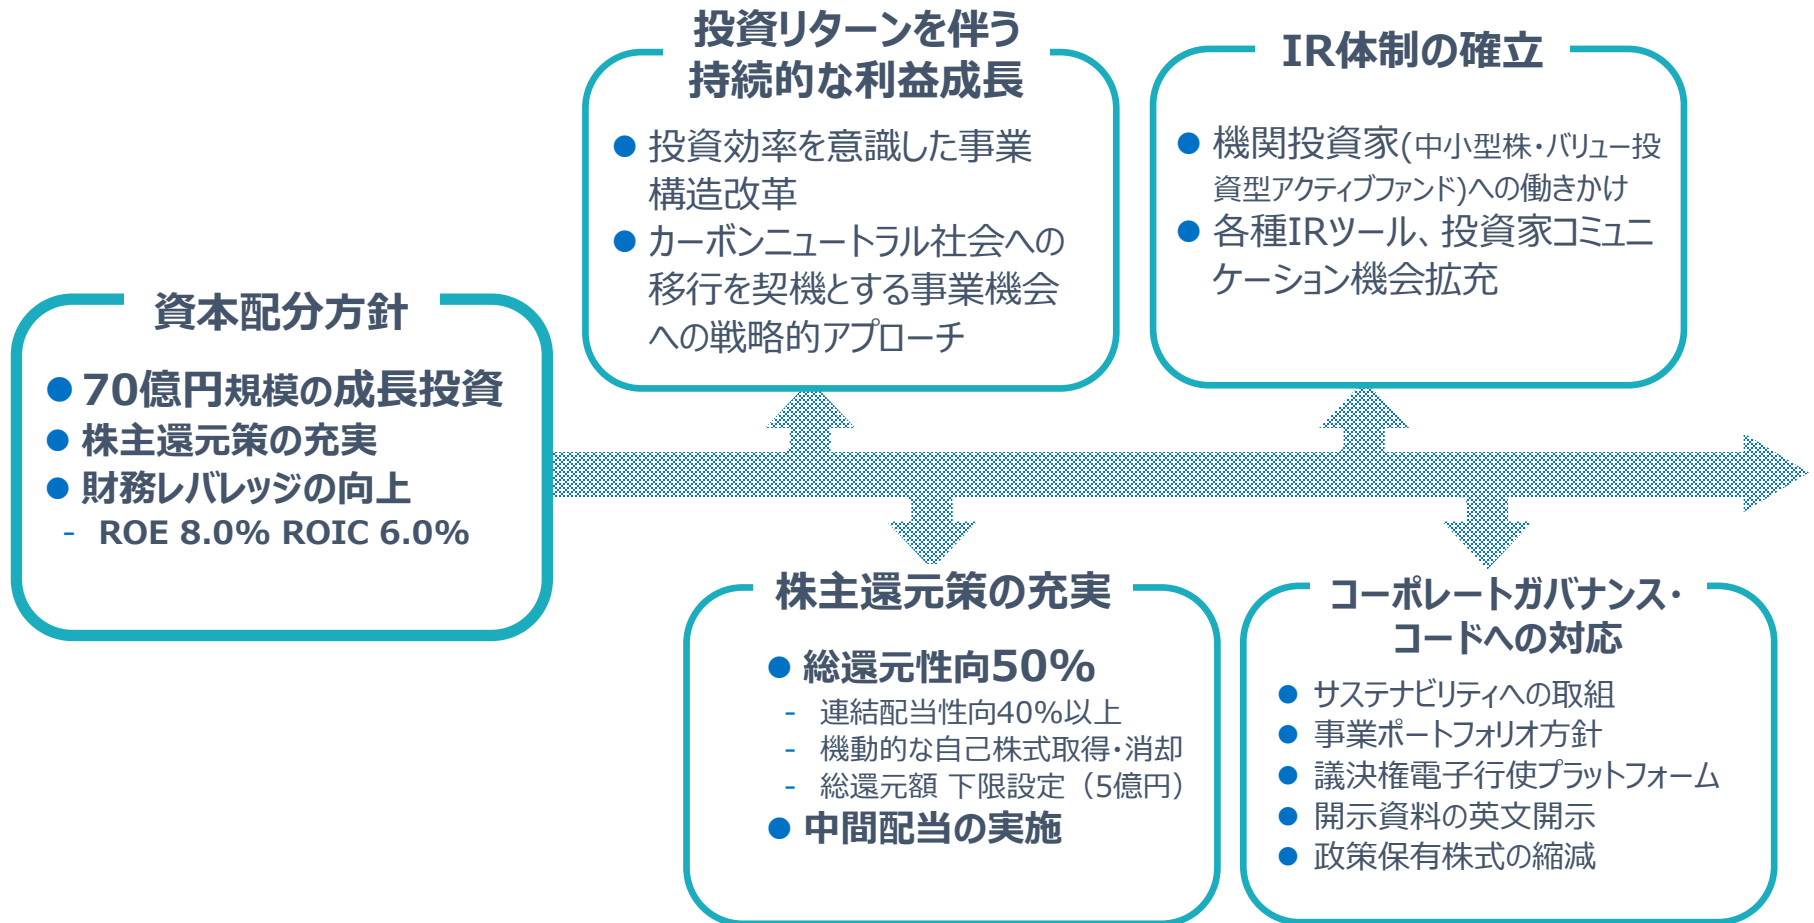 資本配分方針
● 70億円規模の成長投資
● 株主還元策の充実
● 財務レバレッジの向上
- ROE 8.0% ROIC 6.0%
投資リターンを伴う
持続的な利益成長
● 投資効率を意識した事業
構造改革
● カーボンニュートラル社会への
移行を契機とする事業機会
への戦略的アプローチ
IR体制の確立
● 機関投資家(中小型株・バリュー投
資型アクティブファンド)への働きかけ
● 各種IRツール、投資家コミュニ
ケーション機会拡充
株主還元策の充実
● 総還元性向50%
- 連結配当性向40%以上
- 機動的な自己株式取得・消却
- 総還元額 下限設定（5億円）
● 中間配当の実施
コーポレートガバナンス・
コードへの対応
● サステナビリティへの取組
● 事業ポートフォリオ方針
● 議決権電子行使プラットフォーム
● 開示資料の英文開示
● 政策保有株式の縮減